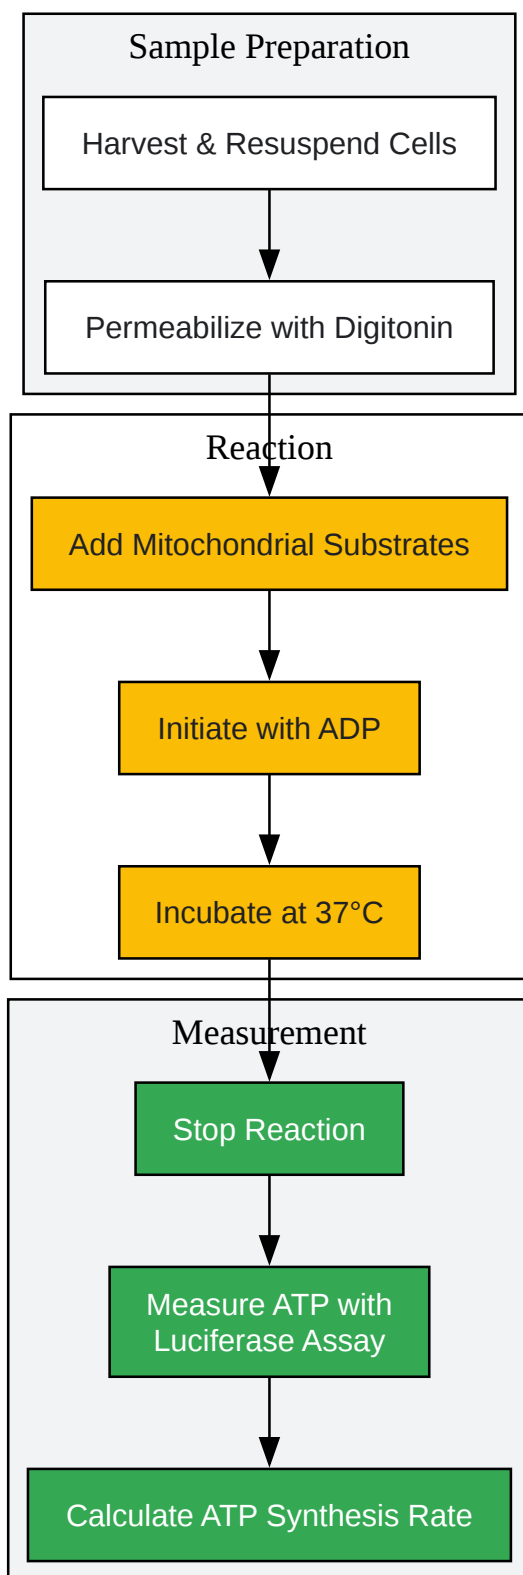 Sample Preparation
Harvest & Resuspend Cells
Permeabilize with Digitonin
Reaction
Add Mitochondrial Substrates
Initiate with ADP
Incubate at 37°C
Measurement
Stop Reaction
Measure ATP with
Luciferase Assay
Calculate ATP Synthesis Rate